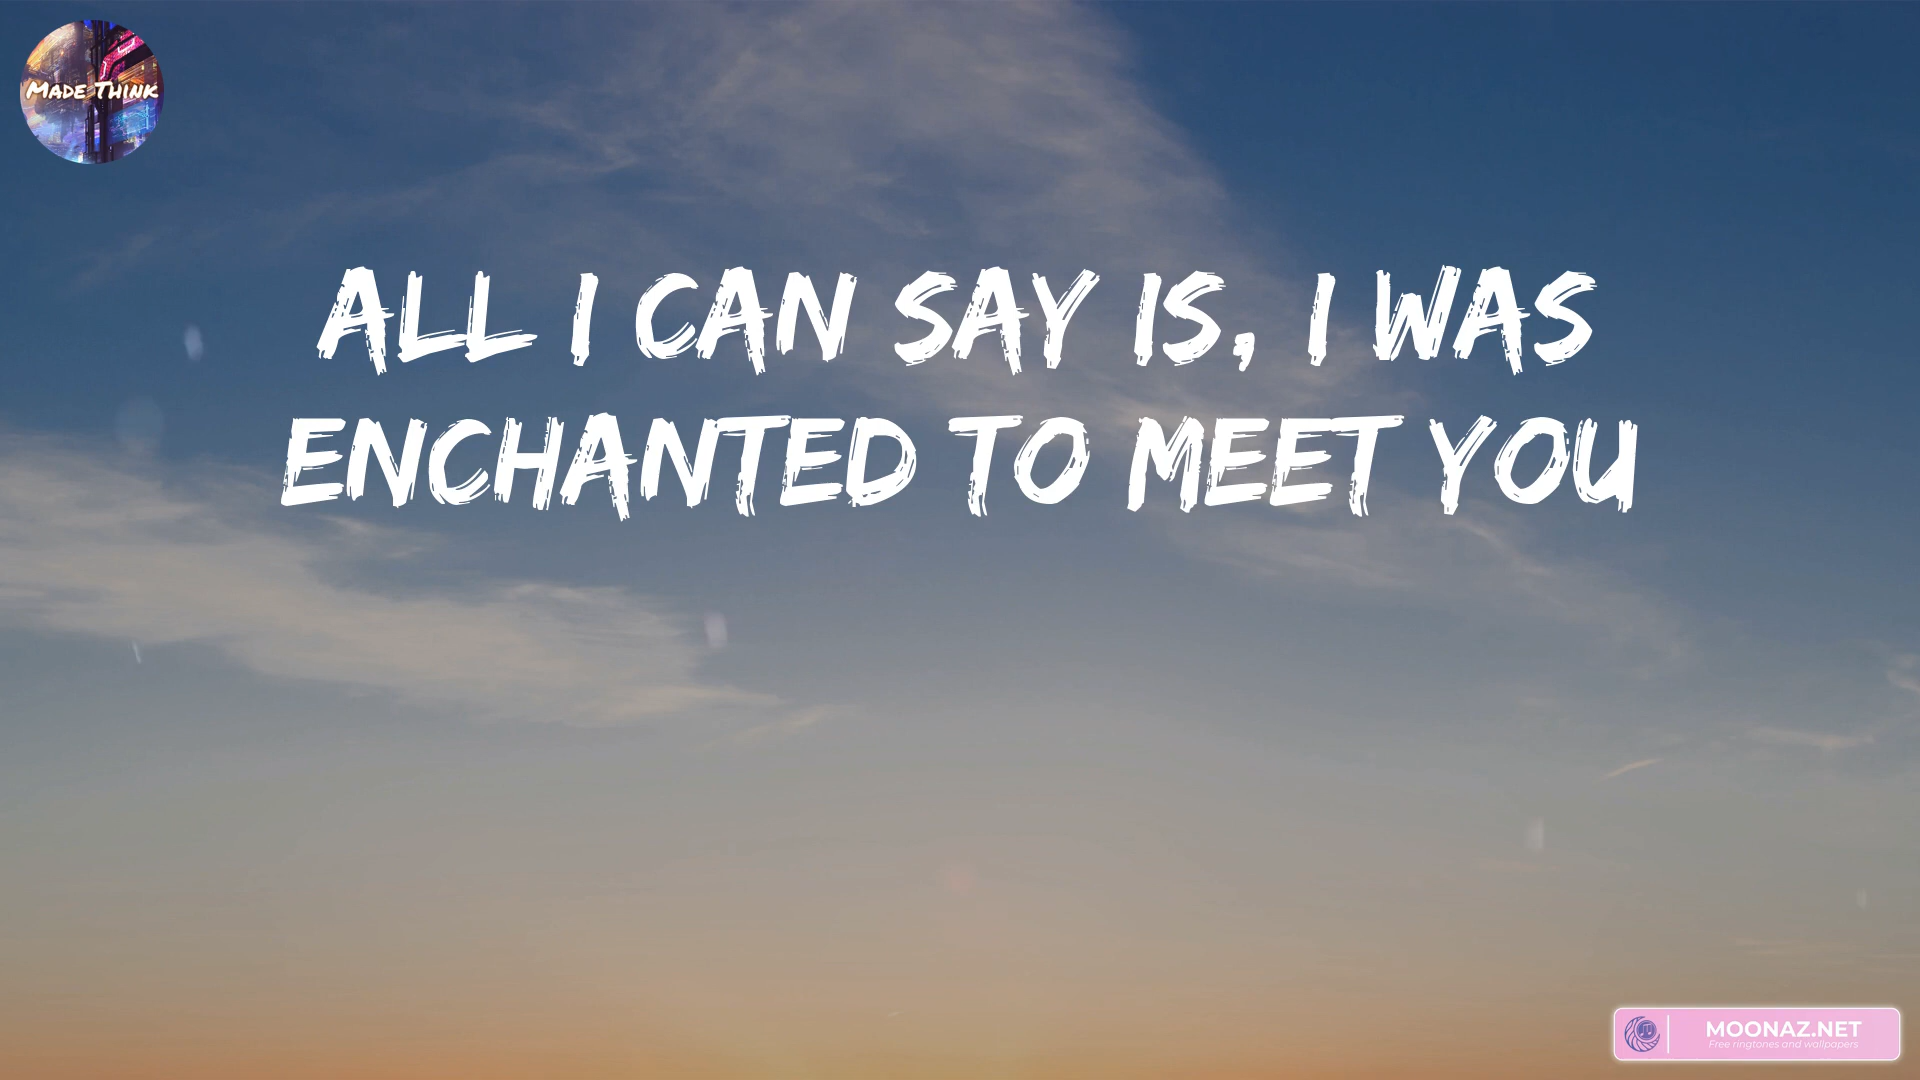 Made Think
ALL I CAN SAY IS, I WAS
ENCHANTED TO MEET YOU
MOONAZ.NET
Free ringtones and wallpapers